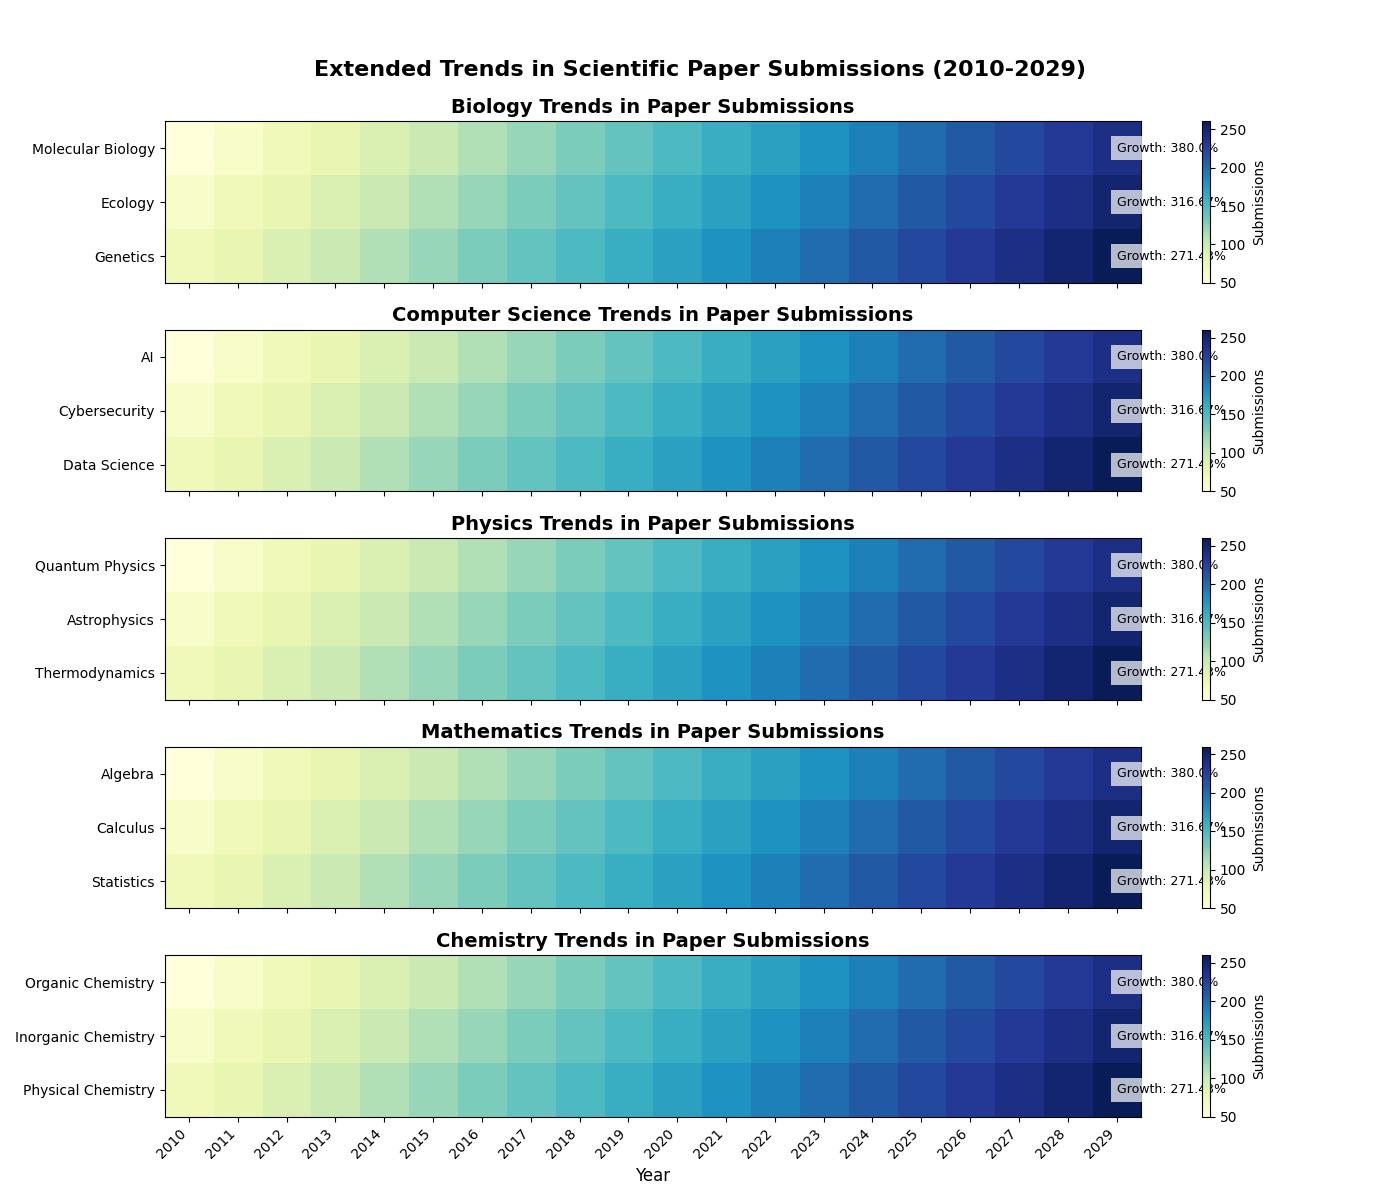 Extended Trends in Scientific Paper Submissions (2010-2029)
Biology Trends in Paper Submissions
Molecular Biology
Ecology
Genetics
Growth: 380.0%
Growth: 316.67%
Growth: 271.43%
250
200
150
100
50
Submissions
Computer Science Trends in Paper Submissions
AI
Cybersecurity
Data Science
Growth: 380.0%
Growth: 316.67%
Growth: 271.43%
250
200
150
100
50
Submissions
Physics Trends in Paper Submissions
Quantum Physics
Astrophysics
Thermodynamics
Growth: 380.0%
Growth: 316.67%
Growth: 271.43%
250
200
150
100
50
Submissions
Mathematics Trends in Paper Submissions
Algebra
Calculus
Statistics
Growth: 380.0%
Growth: 316.67%
Growth: 271.43%
250
200
150
100
50
Submissions
Chemistry Trends in Paper Submissions
Organic Chemistry
Inorganic Chemistry
Physical Chemistry
Growth: 380.0%
Growth: 316.67%
Growth: 271.43%
250
200
150
100
50
Submissions
2010 2011 2012 2013 2014 2015 2016 2017 2018 2019 2020 2021 2022 2023 2024 2025 2026 2027 2028 2029
Year